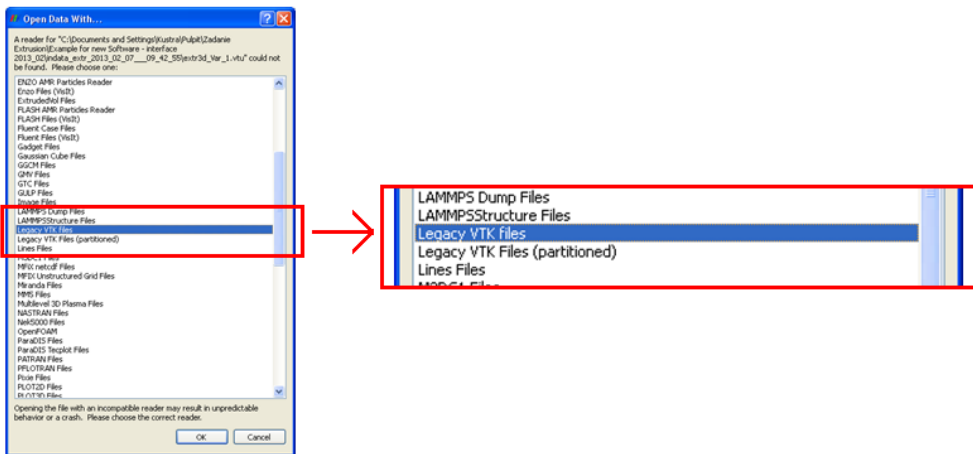 Open Data With...
A reader for "C:\Documents and Settings\Kustra\Pulpit\Zadanie
Extrusion\Example for new Software - interface
2013_02\indata_extr_2013_02_07___09_42_55\extr3d_Var_1.vtu" could not
be found. Please choose one:
ENZO AMR Particles Reader
Enzo Files (VisIt)
ExtrudedVol Files
FLASH AMR Particles Reader
FLASH Files (VisIt)
Fluent Case Files
Fluent Files (VisIt)
Gadget Files
Gaussian Cube Files
GGCM Files
GMV Files
GTC Files
GULP Files
Image Files
LAMMPS Dump Files
LAMMPSStructure Files
Legacy VTK files
Legacy VTK Files (partitioned)
Lines Files
M3DC1 Files
MFIX netcdf Files
MFIX Unstructured Grid Files
Miranda Files
MM5 Files
Multilevel 3D Plasma Files
NASTRAN Files
Nek5000 Files
OpenFOAM
ParaDIS Files
ParaDIS Tecplot Files
PATRAN Files
PFLOTRAN Files
Pixie Files
PLOT2D Files
PLOT3D Files
Opening the file with an incompatible reader may result in unpredictable
behavior or a crash. Please choose the correct reader.
OK
Cancel
LAMMPS Dump Files
LAMMPSStructure Files
Legacy VTK files
Legacy VTK Files (partitioned)
Lines Files
M3DC1 Files